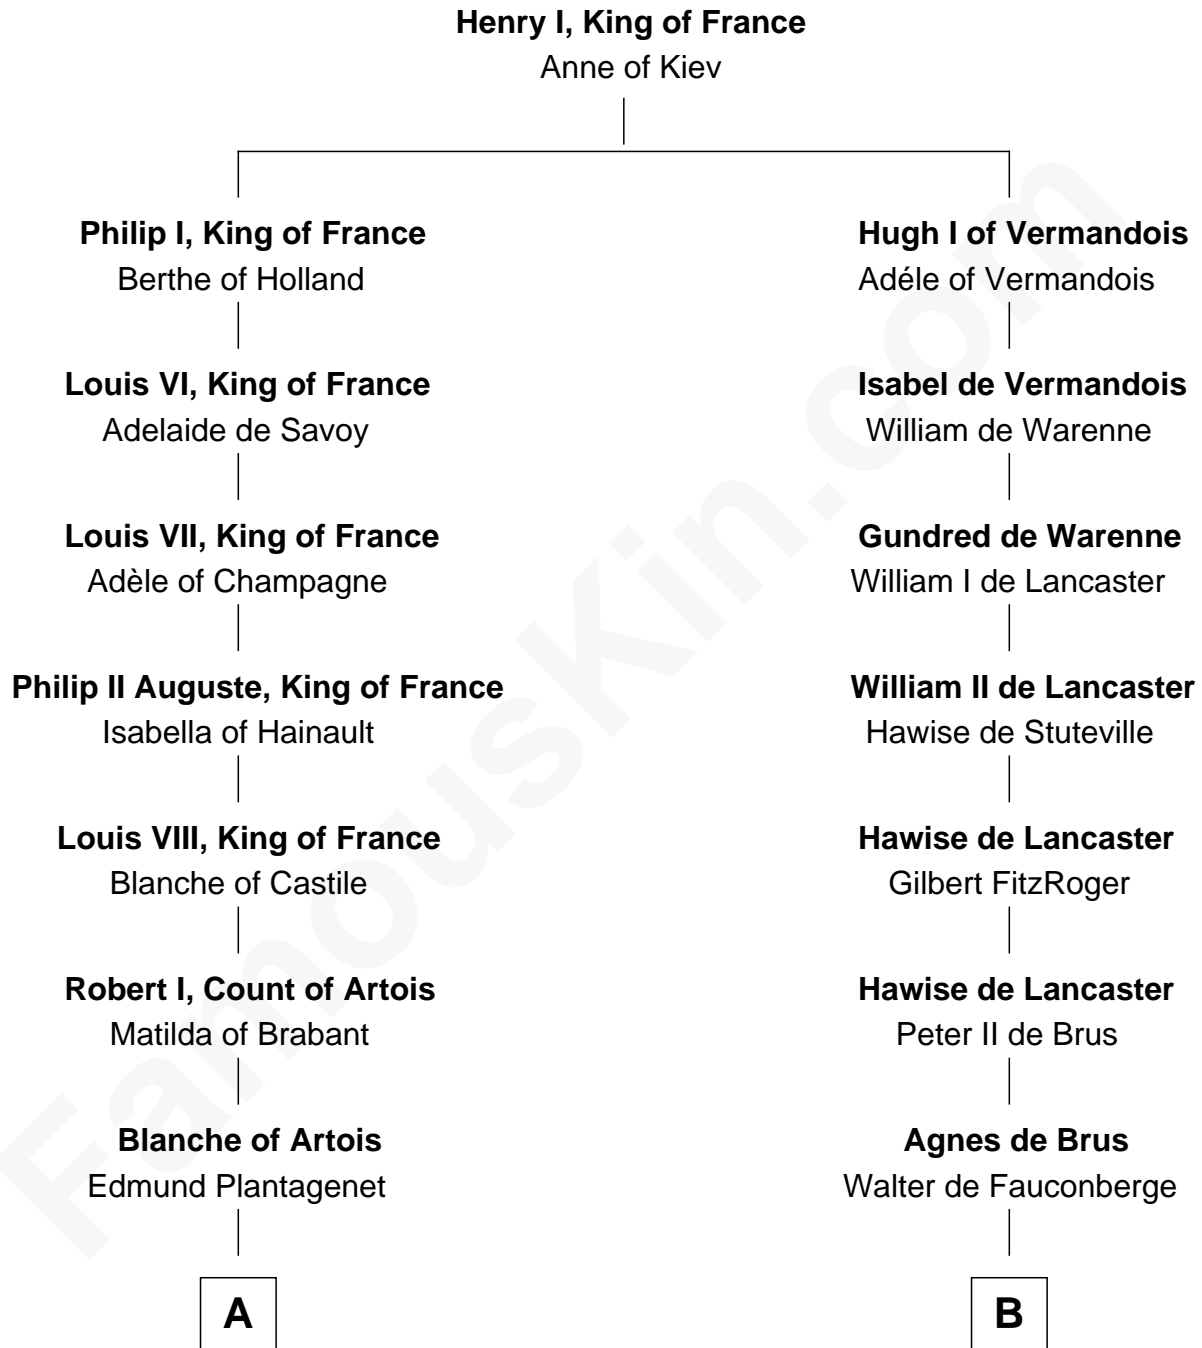 Henry I, King of France
Anne of Kiev
Philip I, King of France
Berthe of Holland
Hugh I of Vermandois
Adéle of Vermandois
Louis VI, King of France
Adelaide de Savoy
Isabel de Vermandois
William de Warenne
Louis VII, King of France
Adèle of Champagne
Gundred de Warenne
William I de Lancaster
Philip II Auguste, King of France
Isabella of Hainault
William II de Lancaster
Hawise de Stuteville
Louis VIII, King of France
Blanche of Castile
Hawise de Lancaster
Gilbert FitzRoger
Robert I, Count of Artois
Matilda of Brabant
Hawise de Lancaster
Peter II de Brus
Blanche of Artois
Edmund Plantagenet
Agnes de Brus
Walter de Fauconberge
A
B
FamousKin.com